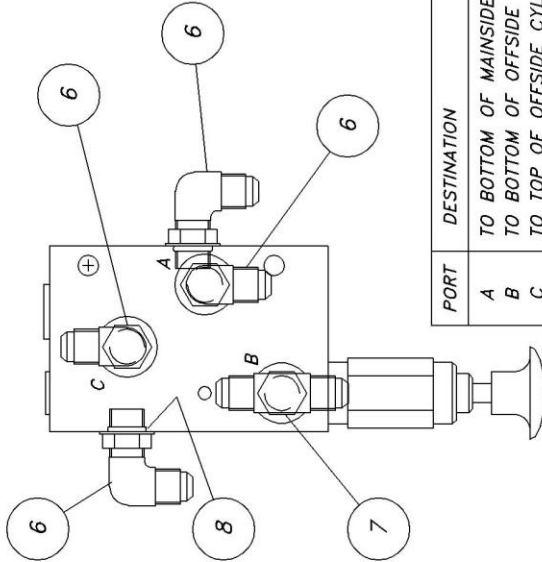 6
6
6
6
8
7
C
A
B
PORT DESTINATION
A TO BOTTOM OF MAINSIDE
B TO BOTTOM OF OFFSIDE
C TO TOP OF OFFSIDE CYL